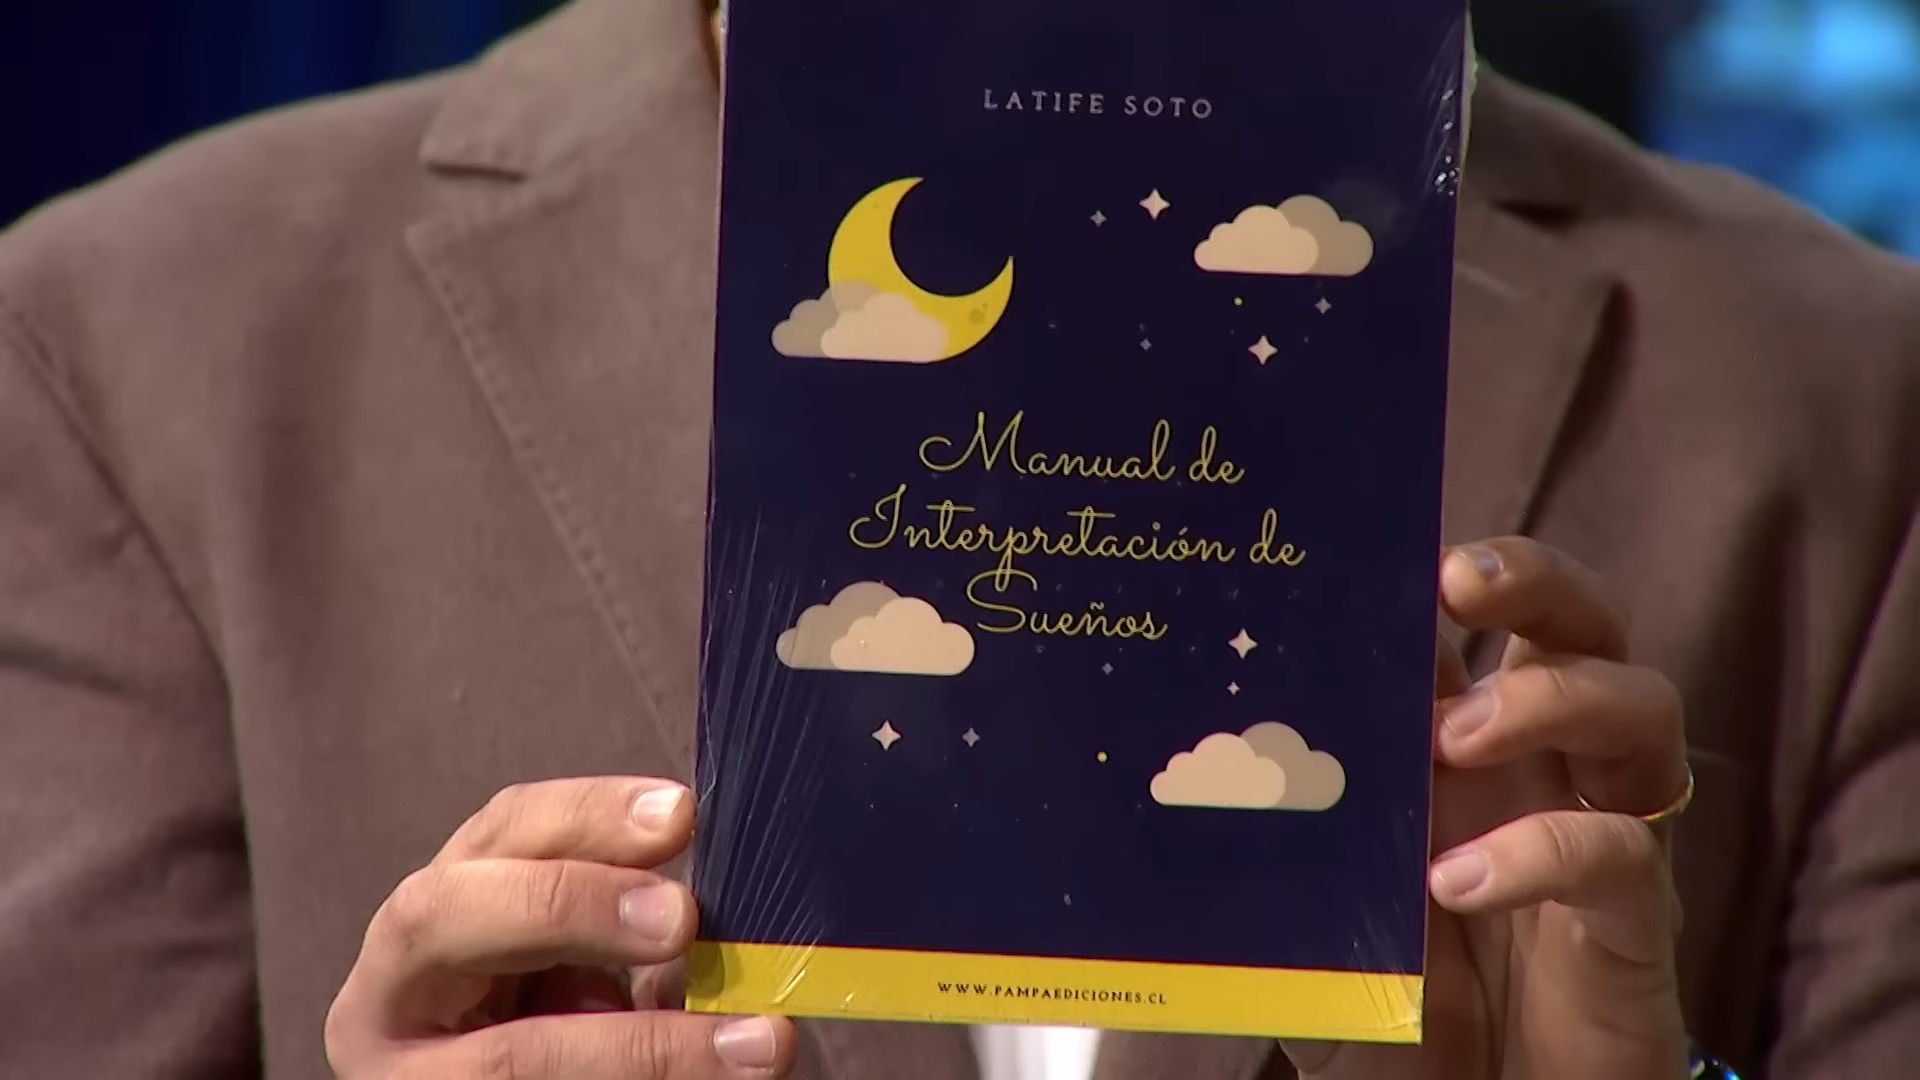 LATIFE SOTO
Manual de
Interpretación de
Sueños
WWW.PAMPAEDICIONES.CL